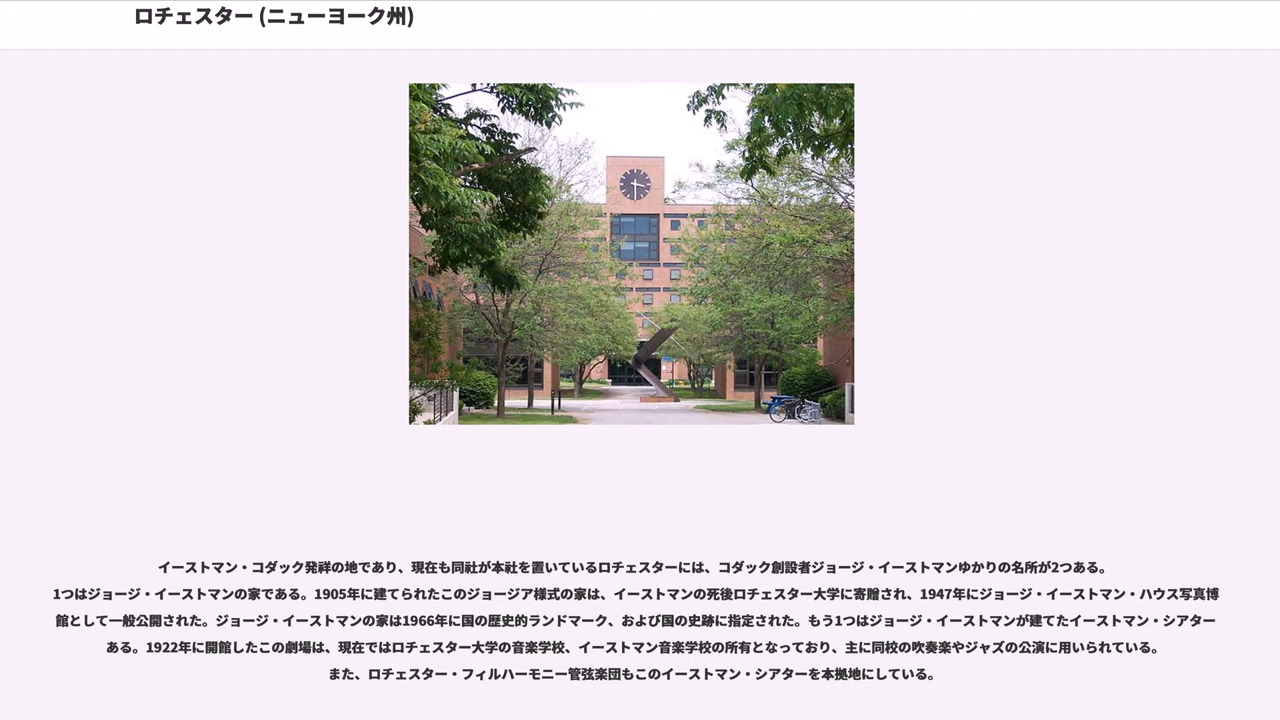 ロチェスター (ニューヨーク州)
イーストマン・コダック発祥の地であり、現在も同社が本社を置いているロチェスターには、コダック創設者ジョージ・イーストマンゆかりの名所が2つある。
1つはジョージ・イーストマンの家である。1905年に建てられたこのジョージア様式の家は、イーストマンの死後ロチェスター大学に寄贈され、1947年にジョージ・イーストマン・ハウス写真博
館として一般公開された。ジョージ・イーストマンの家は1966年に国の歴史的ランドマーク、および国の史跡に指定された。もう1つはジョージ・イーストマンが建てたイーストマン・シアター
ある。1922年に開館したこの劇場は、現在ではロチェスター大学の音楽学校、イーストマン音楽学校の所有となっており、主に同校の吹奏楽やジャズの公演に用いられている。
また、ロチェスター・フィルハーモニー管弦楽団もこのイーストマン・シアターを本拠地にしている。